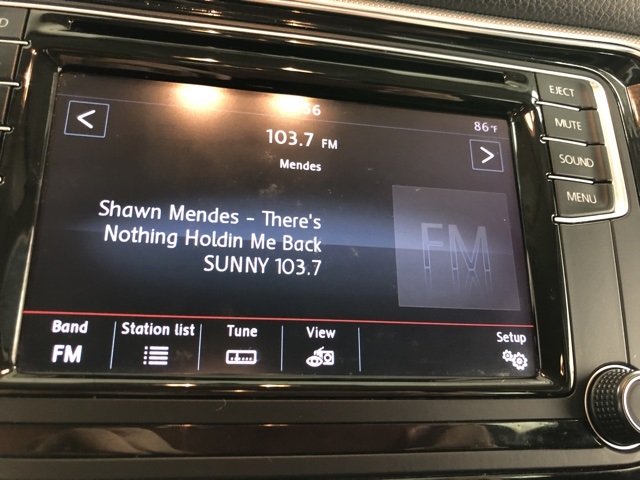 EJECT
86°F
103.7 FM
MUTE
Mendes
SOUND
Shawn Mendes - There's
Nothing Holdin Me Back
SUNNY 103.7
FM
MENU
Band
Station list
Tune
View
Setup
FM